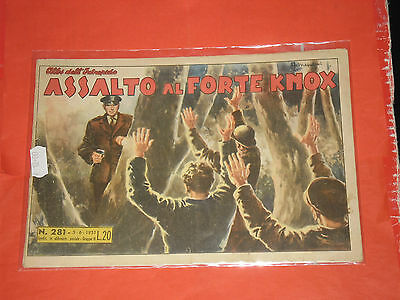 Albi dell'Intrepido
ASSALTO AL FORTE KNOX
N. 281
L.20